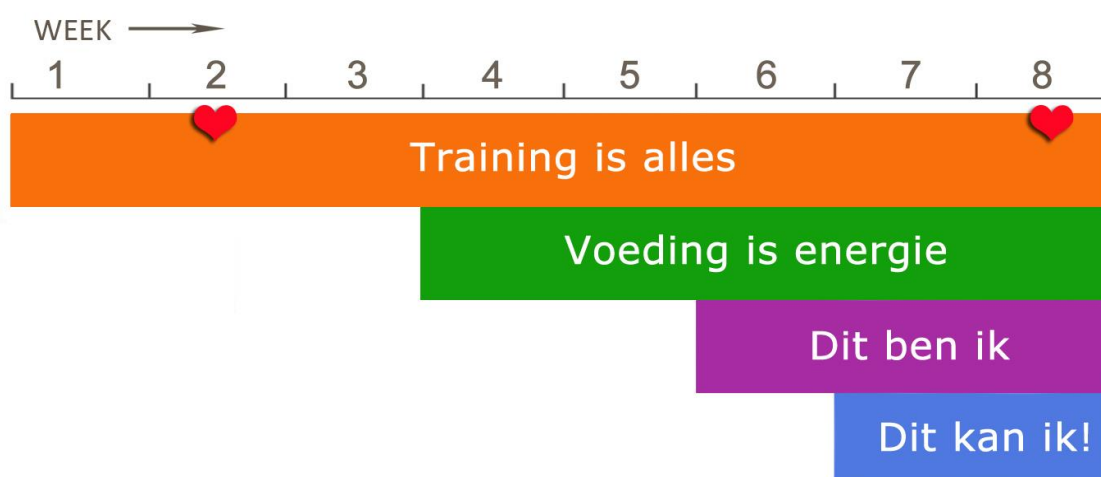 WEEK
1 2 3 4 5 6 7 8
Training is alles
Voeding is energie
Dit ben ik
Dit kan ik!